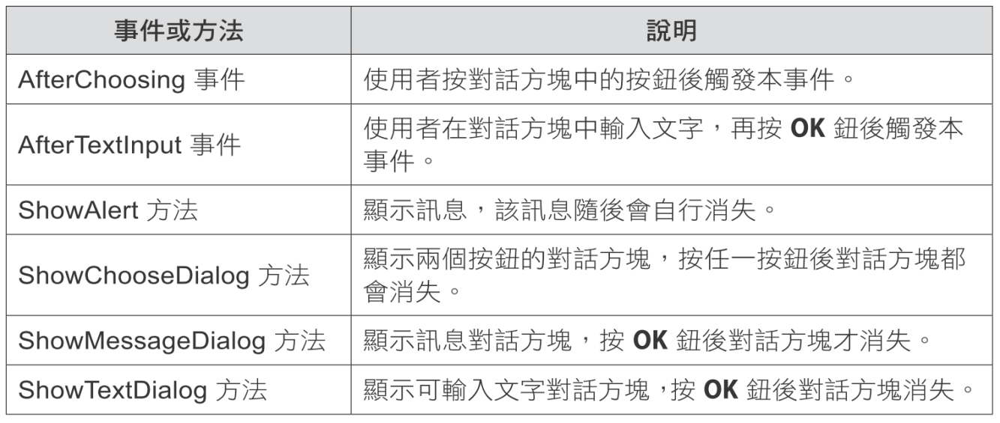 事件或方法 說明
AfterChoosing 事件 使用者按對話方塊中的按鈕後觸發本事件。
AfterTextInput 事件 使用者在對話方塊中輸入文字，再按 OK 鈕後觸發本
事件。
ShowAlert 方法 顯示訊息，該訊息隨後會自行消失。
ShowChooseDialog 方法 顯示兩個按鈕的對話方塊，按任一按鈕後對話方塊都
會消失。
ShowMessageDialog 方法 顯示訊息對話方塊，按 OK 鈕後對話方塊才消失。
ShowTextDialog 方法 顯示可輸入文字對話方塊，按 OK 鈕後對話方塊消失。